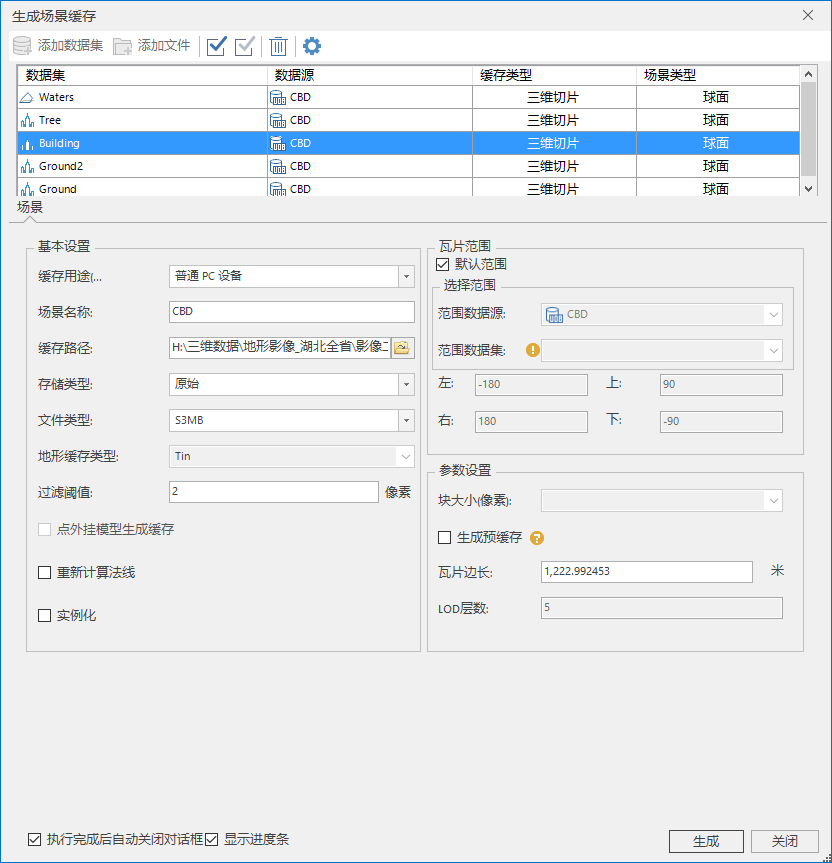 生成场景缓存
添加数据集 添加文件
数据集 数据源 缓存类型 场景类型
Waters CBD 三维切片 球面
Tree CBD 三维切片 球面
Building CBD 三维切片 球面
Ground2 CBD 三维切片 球面
Ground CBD 三维切片 球面
场景
基本设置
缓存用途(...
普通 PC 设备
场景名称:
CBD
缓存路径:
H:\三维数据\地形影像_湖北全省\影像
存储类型:
原始
文件类型:
S3MB
地形缓存类型:
Tin
过滤阈值:
2
像素
点外挂模型生成缓存
重新计算法线
实例化
瓦片范围
默认范围
选择范围
范围数据源:
CBD
范围数据集:
左: -180 上: 90
右: 180 下: -90
参数设置
块大小(像素):
生成预缓存
瓦片边长: 1,222.992453 米
LOD层数: 5
执行完成后自动关闭对话框 显示进度条
生成 关闭